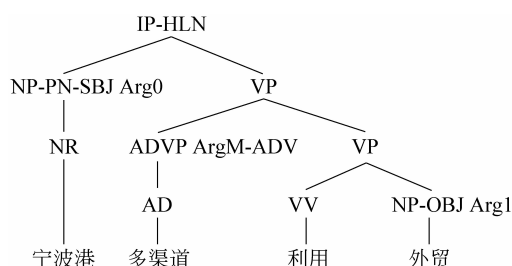 IP-HLN
NP-PN-SBJ Arg0 VP
NR ADVP ArgM-ADV VP
AD VV NP-OBJ Arg1
宁波港 多渠道 利用 外贸